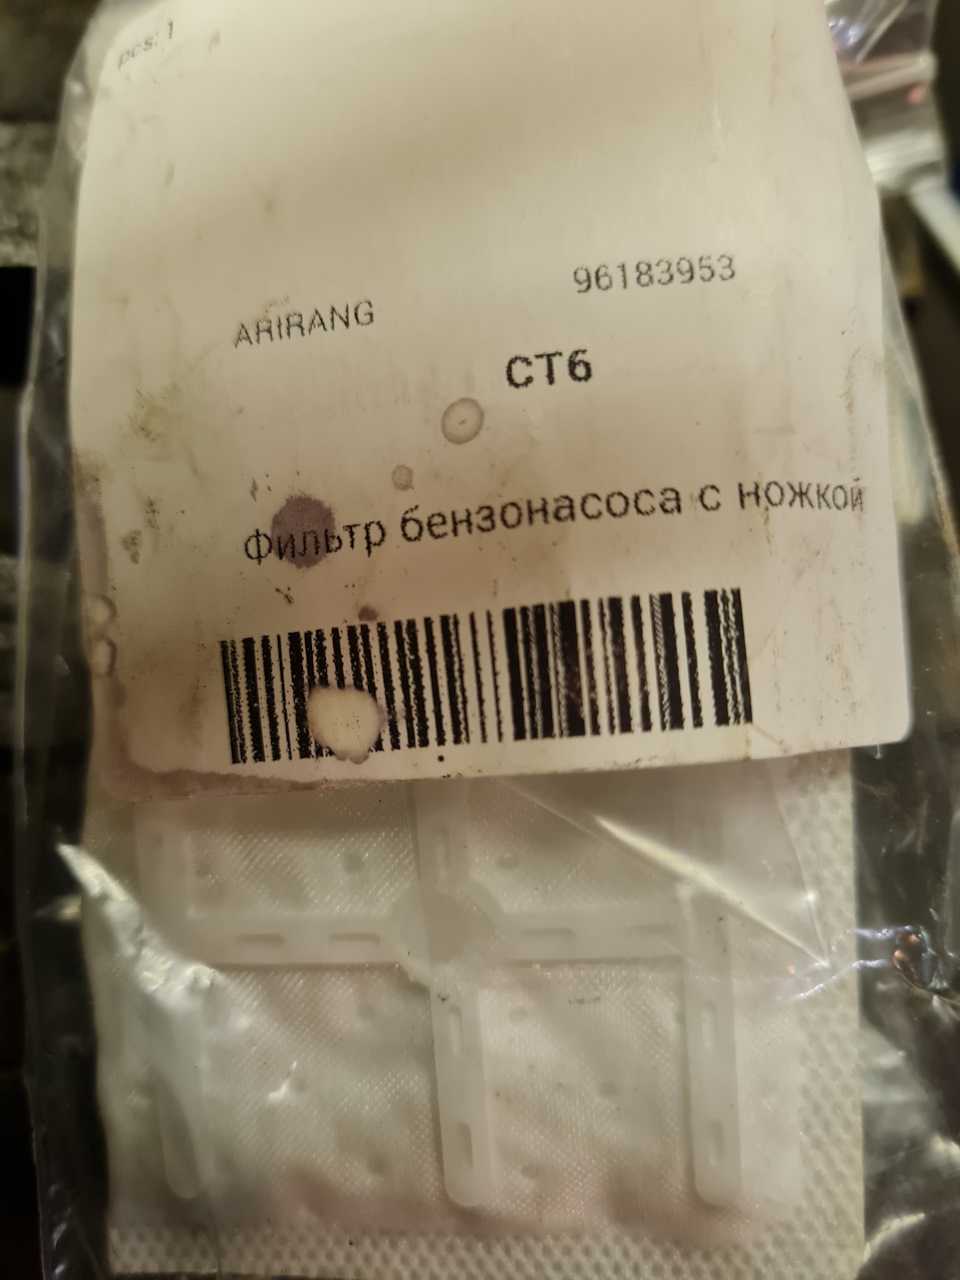 pcs: 1
96183953
ARIRANG
CT6
Фильтр бензонасоса с ножкой